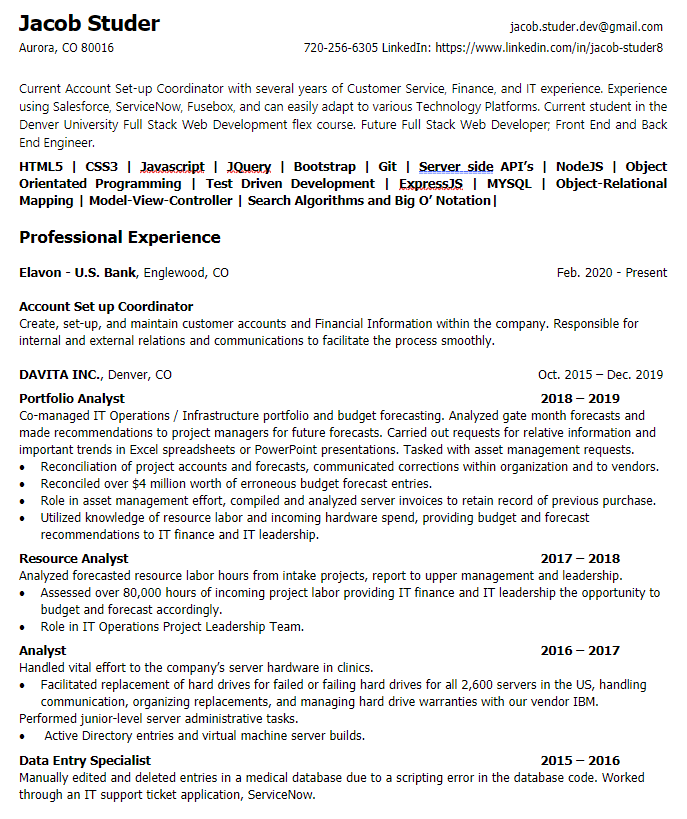 Jacob Studer jacob.studer.dev@gmail.com
Aurora, CO 80016 720-256-6305 LinkedIn: https://www.linkedin.com/in/jacob-studer8
Current Account Set-up Coordinator with several years of Customer Service, Finance, and IT experience. Experience
using Salesforce, ServiceNow, Fusebox, and can easily adapt to various Technology Platforms. Current student in the
Denver University Full Stack Web Development flex course. Future Full Stack Web Developer; Front End and Back
End Engineer.
HTML5 | CSS3 | Javascript | JQuery | Bootstrap | Git | Server side API's | NodeJS | Object
Orientated Programming | Test Driven Development | ExpressJS | MYSQL | Object-Relational
Mapping | Model-View-Controller | Search Algorithms and Big O' Notation|
Professional Experience
Elavon - U.S. Bank, Englewood, CO Feb. 2020 - Present
Account Set up Coordinator
Create, set-up, and maintain customer accounts and Financial Information within the company. Responsible for
internal and external relations and communications to facilitate the process smoothly.
DAVITA INC., Denver, CO Oct. 2015 – Dec. 2019
Portfolio Analyst 2018 – 2019
Co-managed IT Operations / Infrastructure portfolio and budget forecasting. Analyzed gate month forecasts and
made recommendations to project managers for future forecasts. Carried out requests for relative information and
important trends in Excel spreadsheets or PowerPoint presentations. Tasked with asset management requests.
• Reconciliation of project accounts and forecasts, communicated corrections within organization and to vendors.
• Reconciled over $4 million worth of erroneous budget forecast entries.
• Role in asset management effort, compiled and analyzed server invoices to retain record of previous purchase.
• Utilized knowledge of resource labor and incoming hardware spend, providing budget and forecast
recommendations to IT finance and IT leadership.
Resource Analyst 2017 – 2018
Analyzed forecasted resource labor hours from intake projects, report to upper management and leadership.
• Assessed over 80,000 hours of incoming project labor providing IT finance and IT leadership the opportunity to
budget and forecast accordingly.
• Role in IT Operations Project Leadership Team.
Analyst 2016 – 2017
Handled vital effort to the company's server hardware in clinics.
• Facilitated replacement of hard drives for failed or failing hard drives for all 2,600 servers in the US, handling
communication, organizing replacements, and managing hard drive warranties with our vendor IBM.
Performed junior-level server administrative tasks.
• Active Directory entries and virtual machine server builds.
Data Entry Specialist 2015 – 2016
Manually edited and deleted entries in a medical database due to a scripting error in the database code. Worked
through an IT support ticket application, ServiceNow.